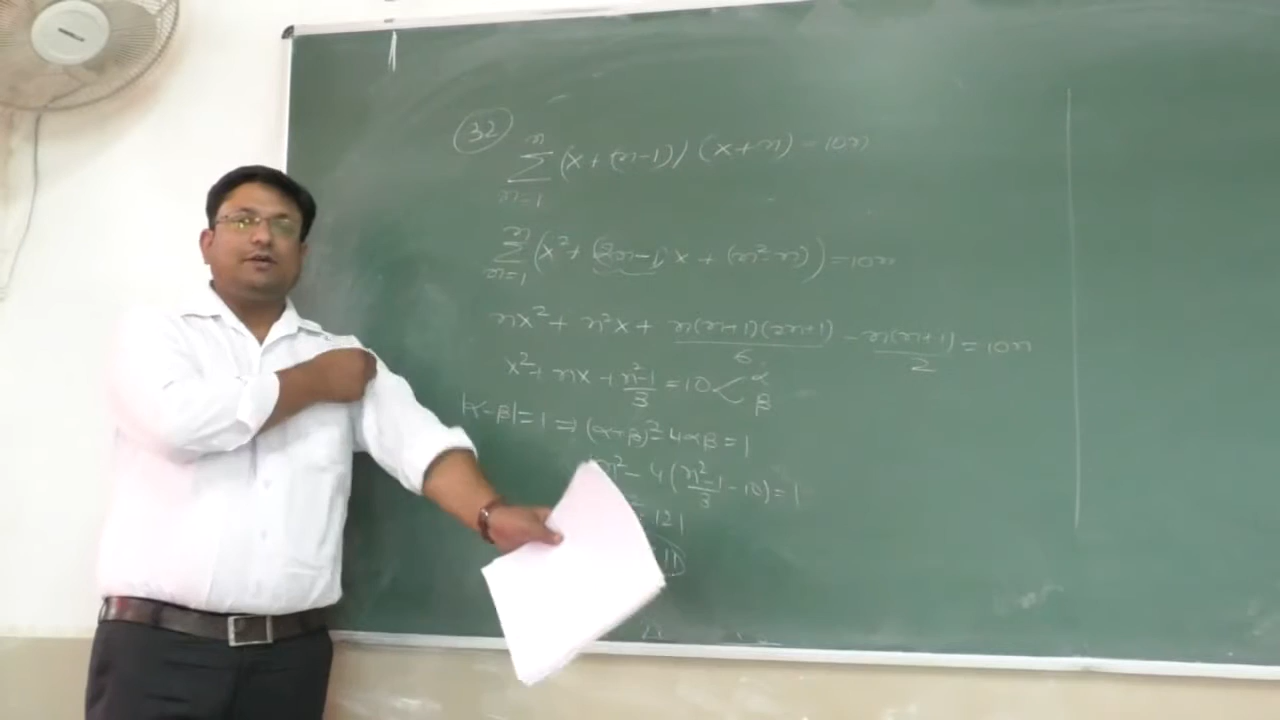 32
n Σ r=1 (x + (r-1)) (x+r) = 10n
n Σ r=1 (x² + (2r-1)x + (r²-r)) = 10n
nx² + n²x + n(n+1)(2n+1)/6 - n(n+1)/2 = 10n
x² + nx + (n²-1)/3 = 10 < α β
|α-β| = 1 ⇒ (α+β)² - 4αβ = 1
n² - 4((n²-1)/3 - 10) = 1
² = 121
11